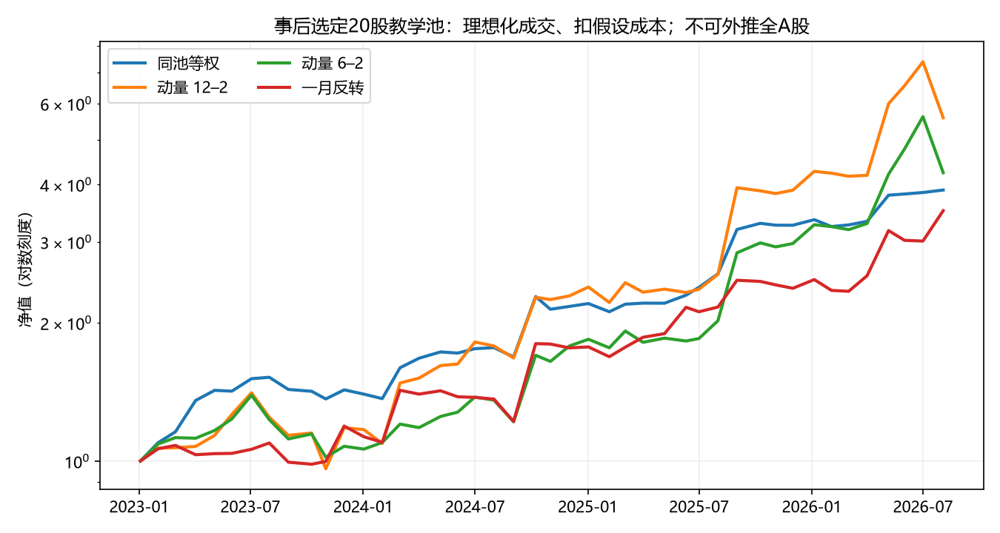 事后选定20股教学池：理想化成交、扣假设成本；不可外推全A股
同池等权
动量 12–2
动量 6–2
一月反转
净值（对数刻度）
6 × 10⁰
4 × 10⁰
3 × 10⁰
2 × 10⁰
10⁰
2023-01
2023-07
2024-01
2024-07
2025-01
2025-07
2026-01
2026-07